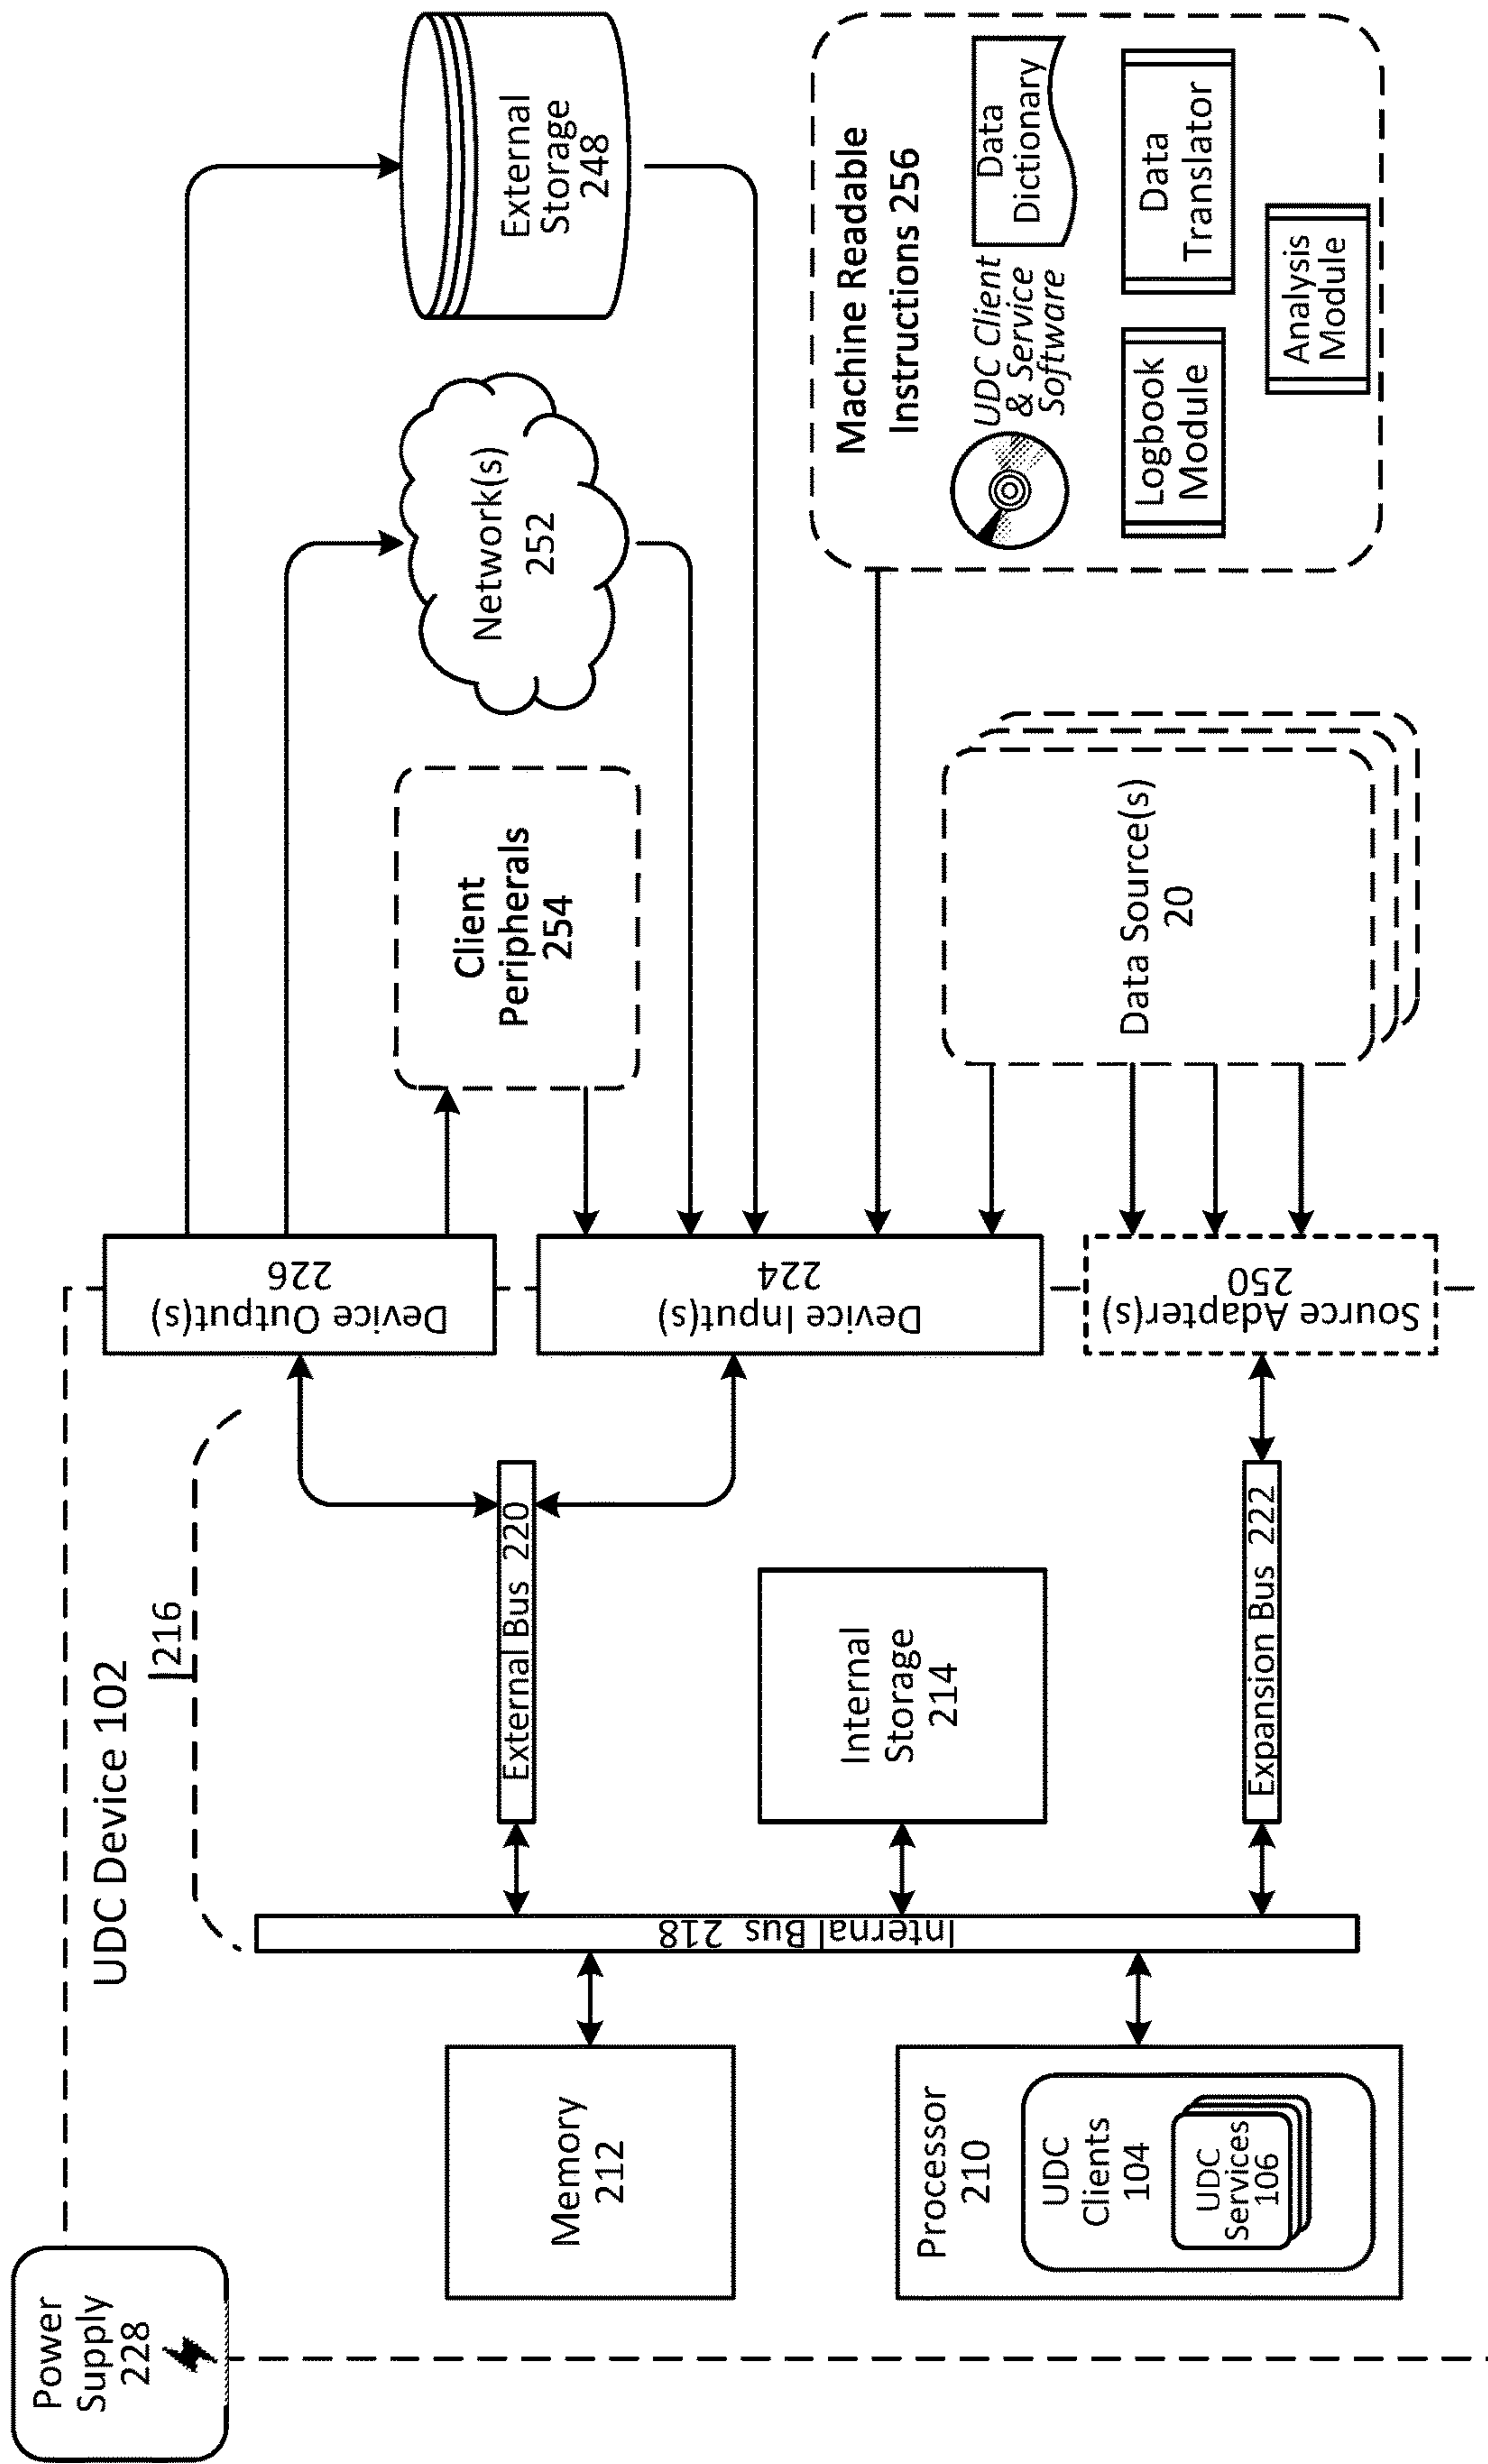 Power
Supply
228
UDC Device 102
216
Memory
212
Processor
210
UDC
Clients
104
UDC
Services
106
Internal Bus 218
External Bus 220
Internal
Storage
214
Expansion Bus 222
Device Output(s)
226
Device Input(s)
224
Source Adapter(s)
250
Client
Peripherals
254
Network(s)
252
External
Storage
248
Data Source(s)
20
Machine Readable
Instructions 256
UDC Client
& Service
Software
Data
Dictionary
Logbook
Module
Data
Translator
Analysis
Module